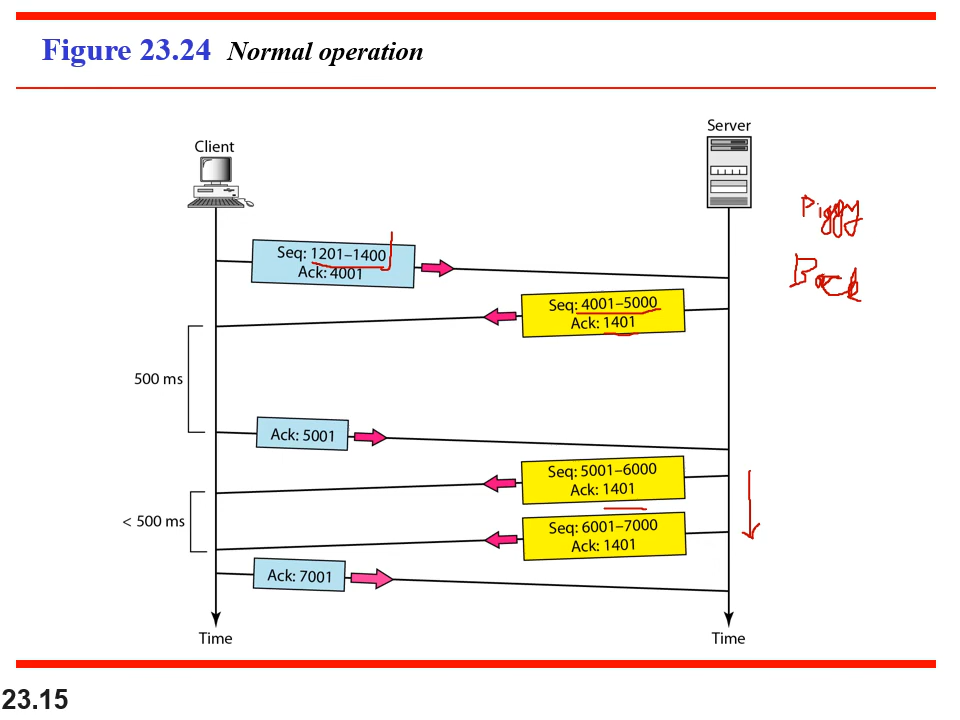 Figure 23.24 Normal operation
Server
Client
Piggy
Back
Seq: 1201–1400
Ack: 4001
Seq: 4001–5000
Ack: 1401
500 ms
Ack: 5001
Seq: 5001–6000
Ack: 1401
< 500 ms
Seq: 6001–7000
Ack: 1401
Ack: 7001
Time
Time
23.15